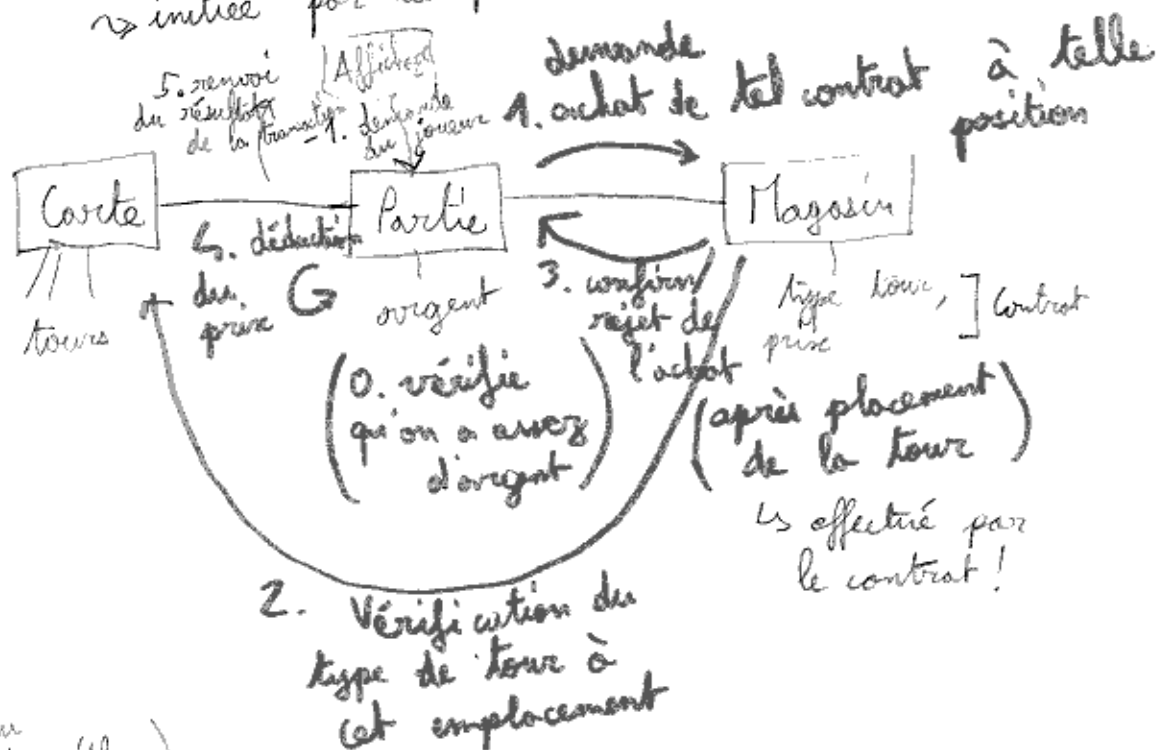 ↝ initiée par
5. renvoi
du résultat
de la transaction
Afficheur
-1. demande
du joueur
demande
1. achat de tel contrat à telle
position
Carte
Partie
Magasin
tours
4. déduction
du
prix
argent
3. confirm/
rejet de
l'achat
type tour,
prix
] Contrat
(0. vérifie
qu'on a assez
d'argent)
(après placement
de la tour)
↳ effectué par
le contrat !
2. Vérification du
type de tour à
cet emplacement